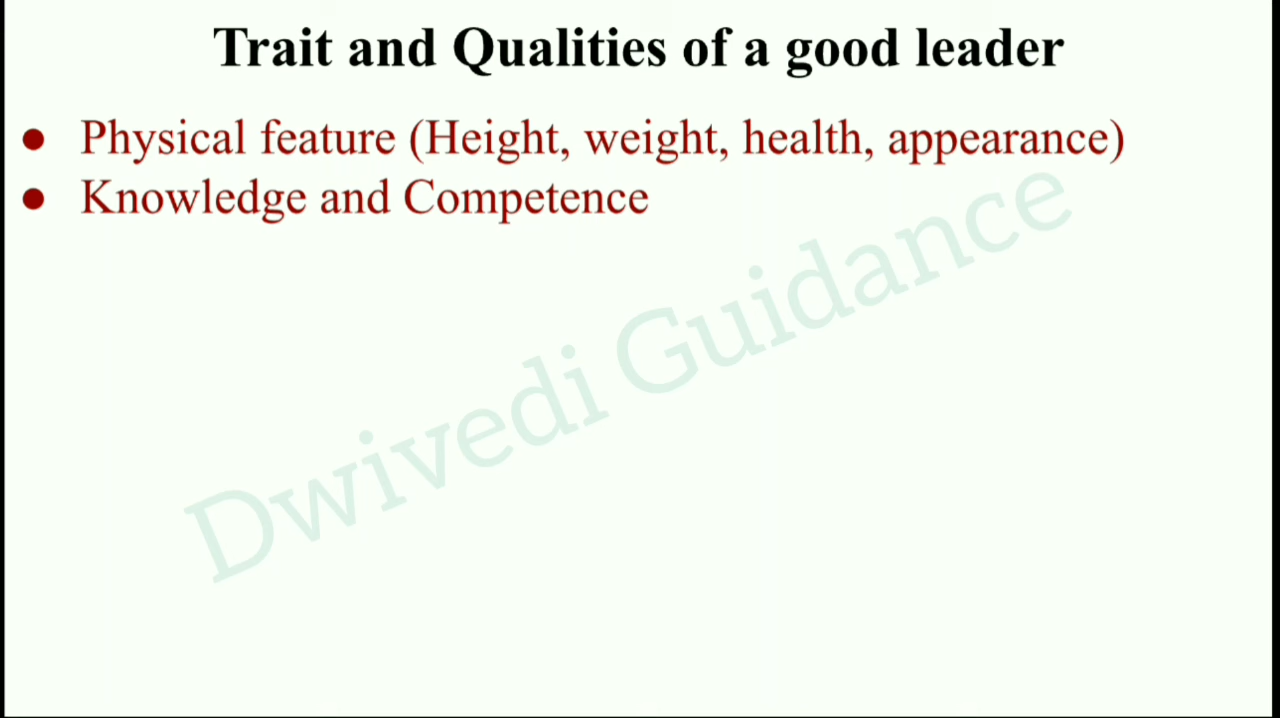 Trait and Qualities of a good leader
● Physical feature (Height, weight, health, appearance)
● Knowledge and Competence
Dwivedi Guidance